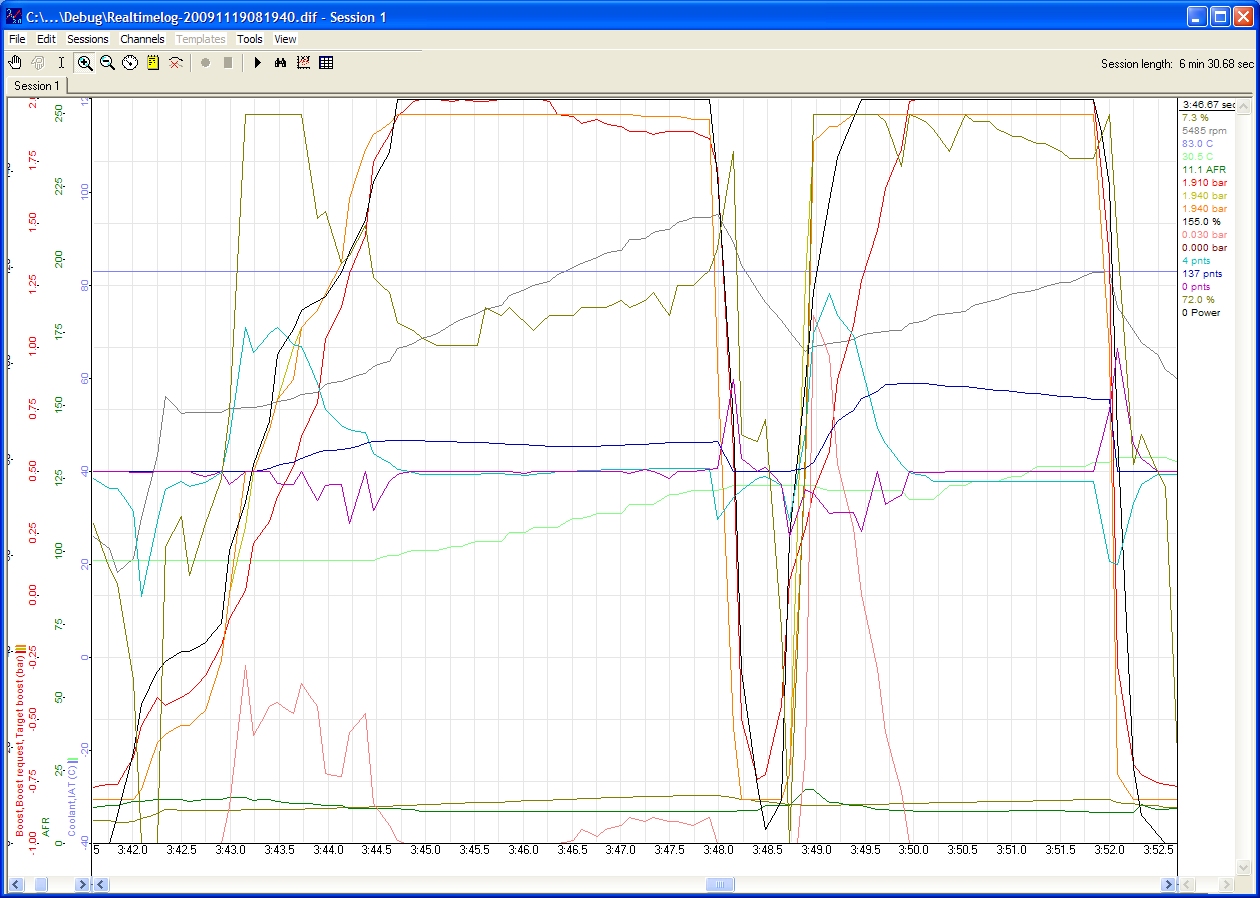 C:\...\Debug\Realtimelog-20091119081940.dif - Session 1
File Edit Sessions Channels Templates Tools View
Session length: 6 min 30.68 sec
Session 1
3:46.67 sec
7.3 %
5485 rpm
83.0 C
30.5 C
11.1 AFR
1.910 bar
1.940 bar
1.940 bar
155.0 %
0.030 bar
0.000 bar
4 pnts
137 pnts
0 pnts
72.0 %
0 Power
Boost,Boost request,Target boost (bar)
-1.00 -0.75 -0.50 -0.25 0.00 0.25 0.50 0.75 1.00 1.25 1.50 1.75
AFR
0 25 50 75 100 125 150 175 200 225 250
Coolant,IAT (C)
-40 -20 0 20 40 60 80 100
3:42.0 3:42.5 3:43.0 3:43.5 3:44.0 3:44.5 3:45.0 3:45.5 3:46.0 3:46.5 3:47.0 3:47.5 3:48.0 3:48.5 3:49.0 3:49.5 3:50.0 3:50.5 3:51.0 3:51.5 3:52.0 3:52.5